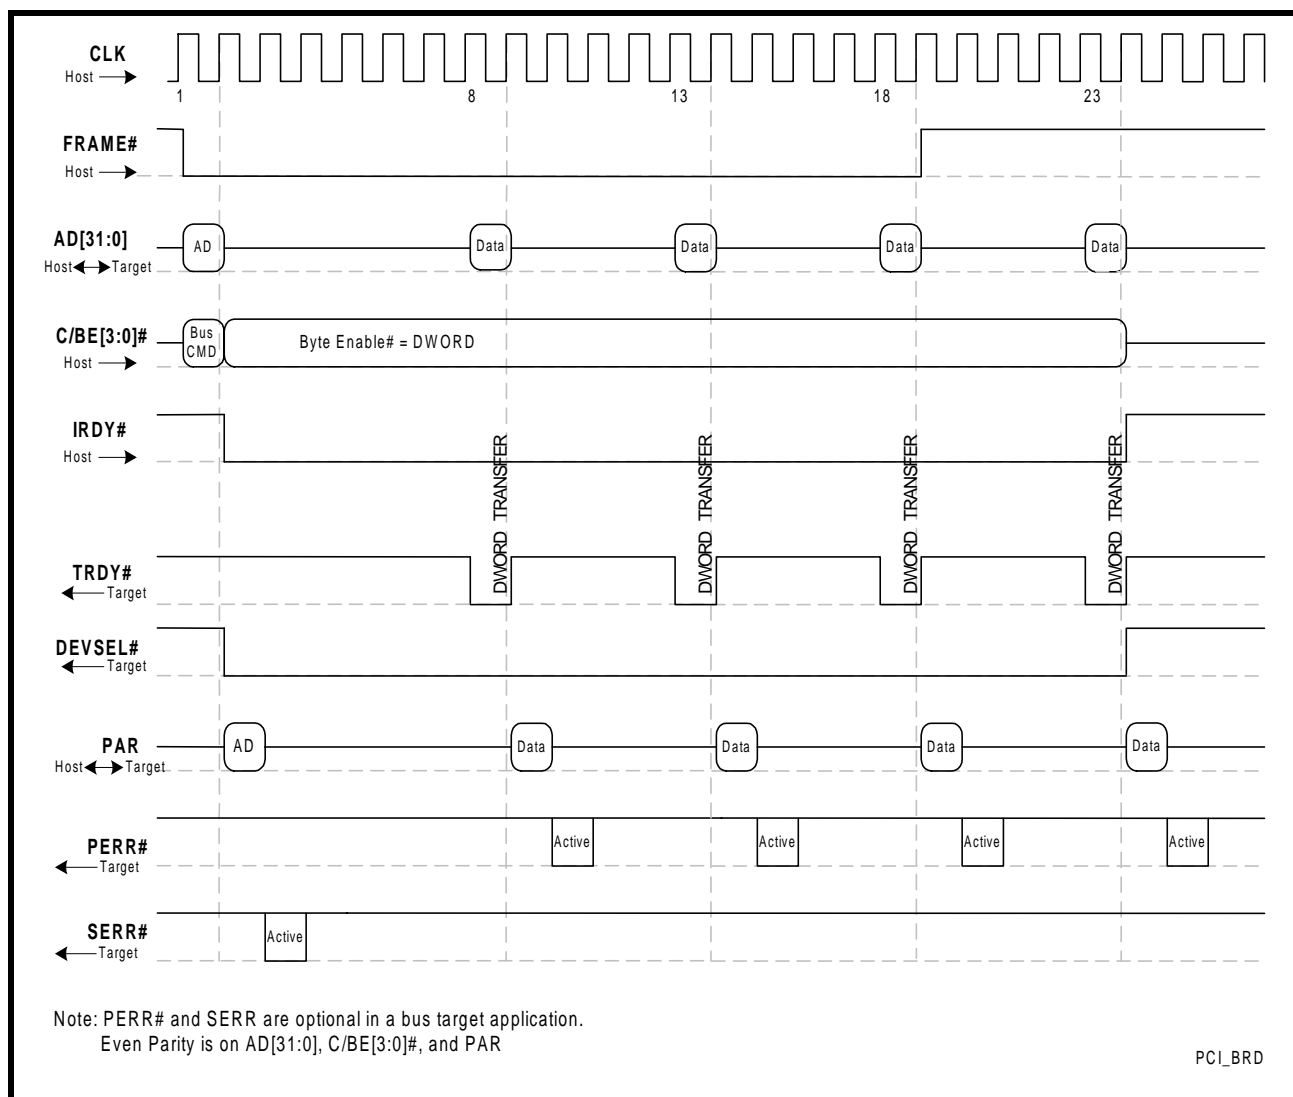 CLK
Host
1 8 13 18 23
FRAME#
Host
AD[31:0]
Host Target
AD Data Data Data Data
C/BE[3:0]#
Host
Bus
CMD
Byte Enable# = DWORD
IRDY#
Host
DWORD TRANSFER
DWORD TRANSFER
DWORD TRANSFER
DWORD TRANSFER
TRDY#
Target
DEVSEL#
Target
PAR
Host Target
AD Data Data Data Data
PERR#
Target
Active Active Active Active
SERR#
Target
Active
Note: PERR# and SERR are optional in a bus target application.
Even Parity is on AD[31:0], C/BE[3:0]#, and PAR
PCI_BRD